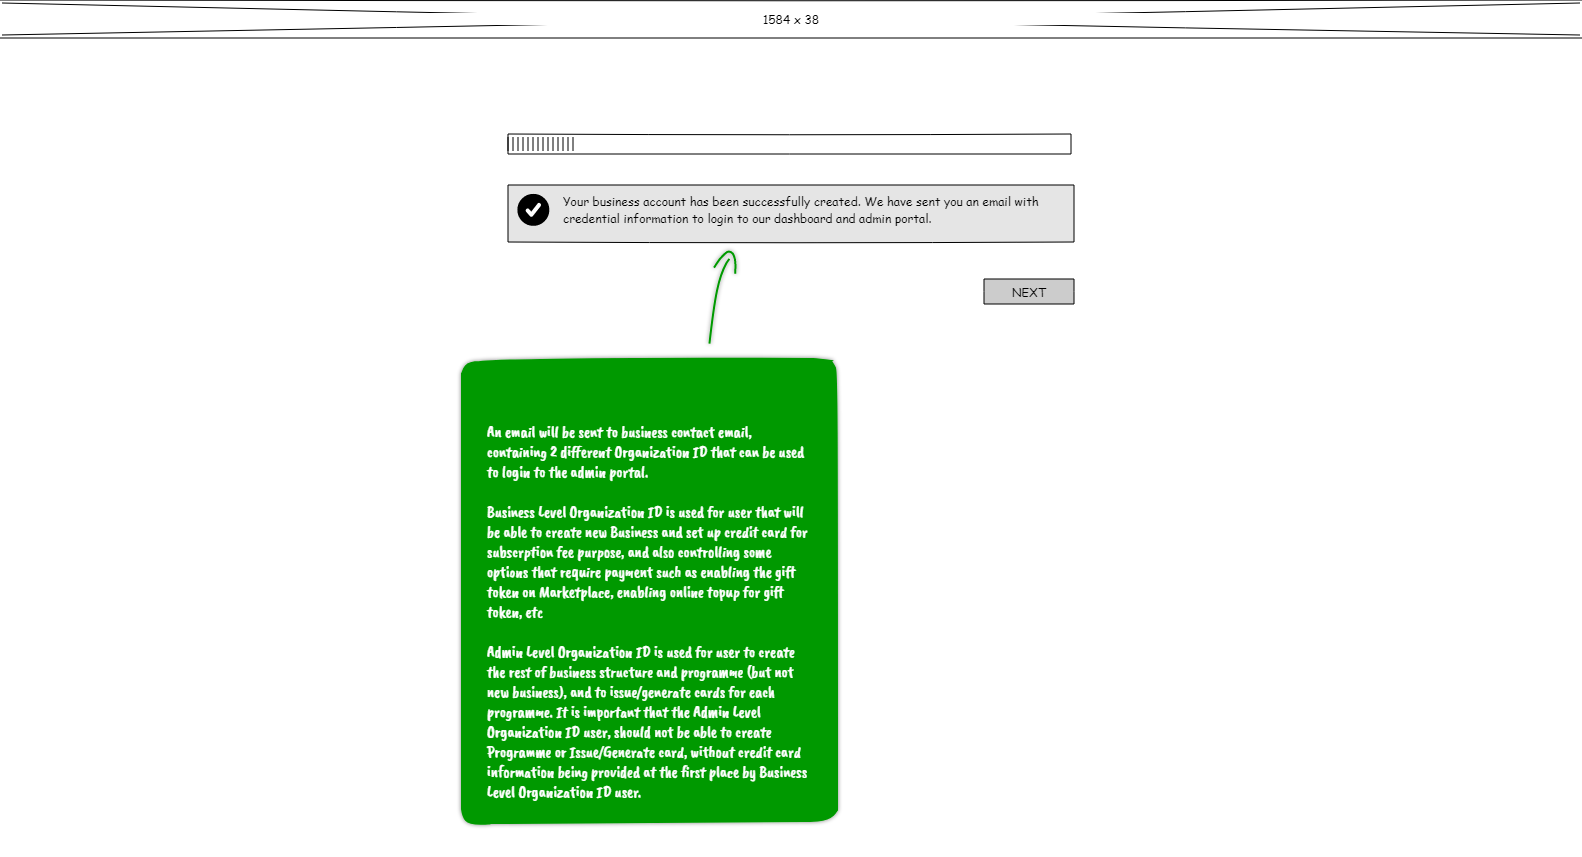 1584 x 38
Your business account has been successfully created. We have sent you an email with
credential information to login to our dashboard and admin portal.
NEXT
An email will be sent to business contact email,
containing 2 different Organization ID that can be used
to login to the admin portal.
Business Level Organization ID is used for user that will
be able to create new Business and set up credit card for
subscrption fee purpose, and also controlling some
options that require payment such as enabling the gift
token on Marketplace, enabling online topup for gift
token, etc
Admin Level Organization ID is used for user to create
the rest of business structure and programme (but not
new business), and to issue/generate cards for each
programme. It is important that the Admin Level
Organization ID user, should not be able to create
Programme or Issue/Generate card, without credit card
information being provided at the first place by Business
Level Organization ID user.